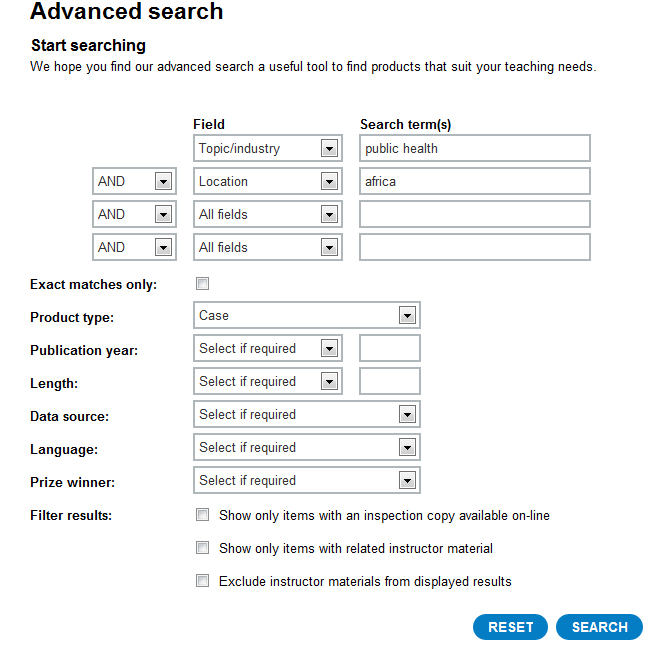 Advanced search
Start searching
We hope you find our advanced search a useful tool to find products that suit your teaching needs.
Field Search term(s)
Topic/industry public health
AND Location africa
AND All fields
AND All fields
Exact matches only:
Product type: Case
Publication year: Select if required
Length: Select if required
Data source: Select if required
Language: Select if required
Prize winner: Select if required
Filter results: Show only items with an inspection copy available on-line
Show only items with related instructor material
Exclude instructor materials from displayed results
RESET SEARCH